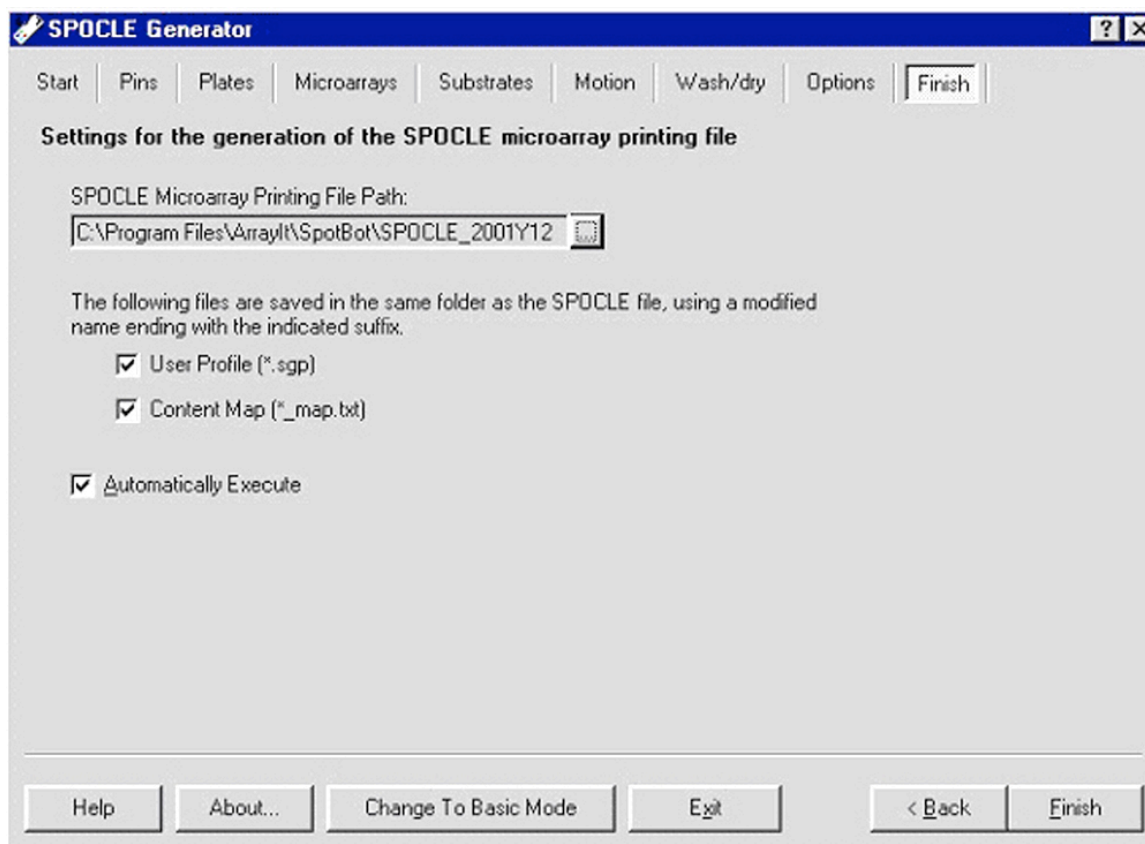 SPOCLE Generator
Start Pins Plates Microarrays Substrates Motion Wash/dry Options Finish
Settings for the generation of the SPOCLE microarray printing file
SPOCLE Microarray Printing File Path:
C:\Program Files\ArrayIt\SpotBot\SPOCLE_2001Y12 ...
The following files are saved in the same folder as the SPOCLE file, using a modified
name ending with the indicated suffix.
User Profile (*.sgp)
Content Map (*_map.txt)
Automatically Execute
Help About... Change To Basic Mode Exit < Back Finish